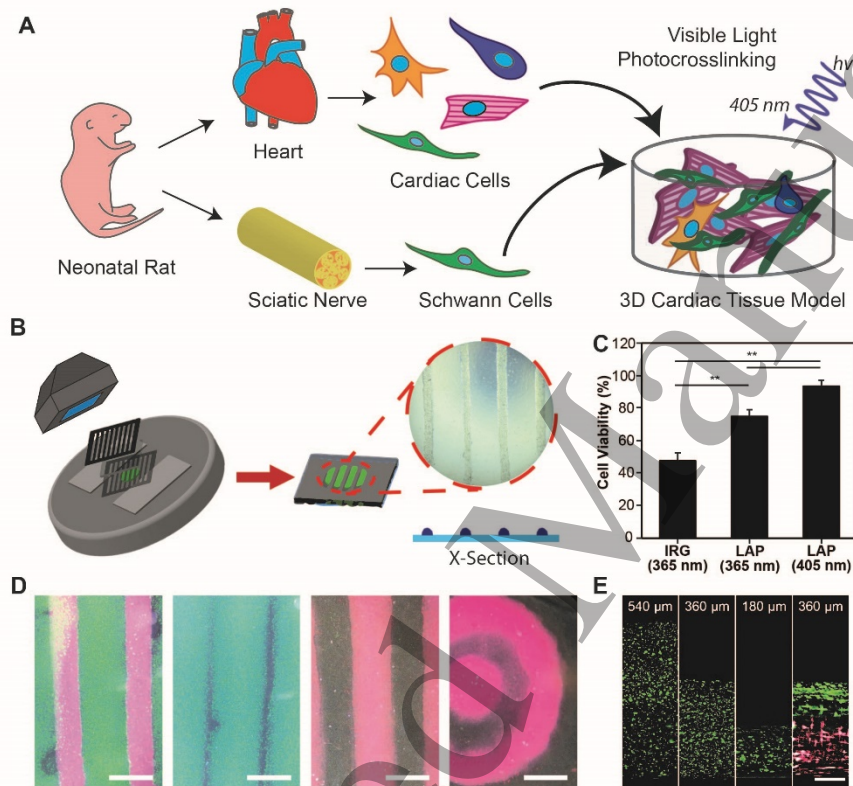 A
Heart
Cardiac Cells
Visible Light
Photocrosslinking
hν
405 nm
Neonatal Rat
Sciatic Nerve
Schwann Cells
3D Cardiac Tissue Model
B
X-Section
C
Cell Viability (%)
120
100
80
60
40
20
0
**
**
IRG
(365 nm)
LAP
(365 nm)
LAP
(405 nm)
D
E
540 µm
360 µm
180 µm
360 µm